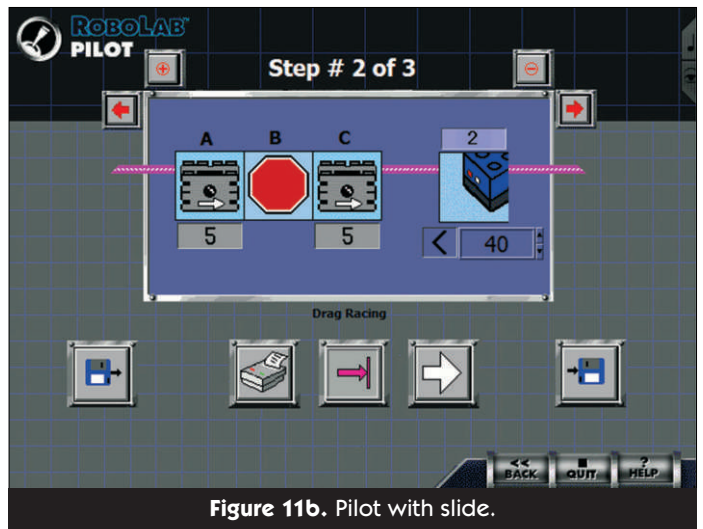 ROBOLAB™
PILOT
Step # 2 of 3
A B C
2
5 5
< 40
Drag Racing
<< BACK
QUIT
? HELP
Figure 11b. Pilot with slide.